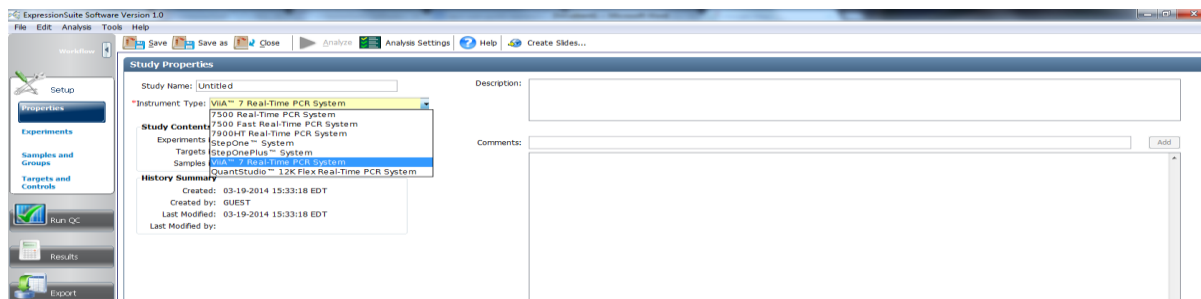 ExpressionSuite Software Version 1.0
File Edit Analysis Tools Help
Workflow
Save Save as Close Analyze Analysis Settings Help Create Slides...
Setup
Properties
Experiments
Samples and Groups
Targets and Controls
Run QC
Results
Export
Study Properties
Study Name: Untitled
*Instrument Type: ViiA™ 7 Real-Time PCR System
7500 Real-Time PCR System
7500 Fast Real-Time PCR System
7900HT Real-Time PCR System
StepOne™ System
StepOnePlus™ System
ViiA™ 7 Real-Time PCR System
QuantStudio™ 12K Flex Real-Time PCR System
Study Contents
Experiments
Targets
Samples
History Summary
Created: 03-19-2014 15:33:18 EDT
Created by: GUEST
Last Modified: 03-19-2014 15:33:18 EDT
Last Modified by:
Description:
Comments:
Add